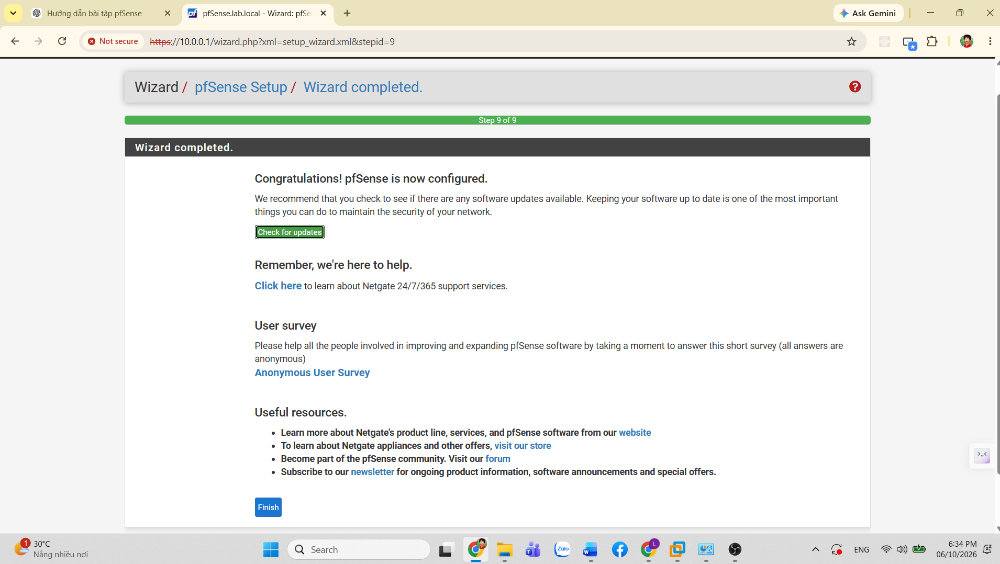 Hướng dẫn bài tập pfSense
pfSense.lab.local - Wizard: pfSe
Ask Gemini
Not secure
https://10.0.0.1/wizard.php?xml=setup_wizard.xml&stepid=9
Wizard / pfSense Setup / Wizard completed.
Step 9 of 9
Wizard completed.
Congratulations! pfSense is now configured.
We recommend that you check to see if there are any software updates available. Keeping your software up to date is one of the most important
things you can do to maintain the security of your network.
Check for updates
Remember, we're here to help.
Click here to learn about Netgate 24/7/365 support services.
User survey
Please help all the people involved in improving and expanding pfSense software by taking a moment to answer this short survey (all answers are
anonymous)
Anonymous User Survey
Useful resources.
Learn more about Netgate's product line, services, and pfSense software from our website
To learn about Netgate appliances and other offers, visit our store
Become part of the pfSense community. Visit our forum
Subscribe to our newsletter for ongoing product information, software announcements and special offers.
Finish
1
30°C
Nắng nhiều nơi
Search
Zalo
L
ENG
6:34 PM
06/10/2026